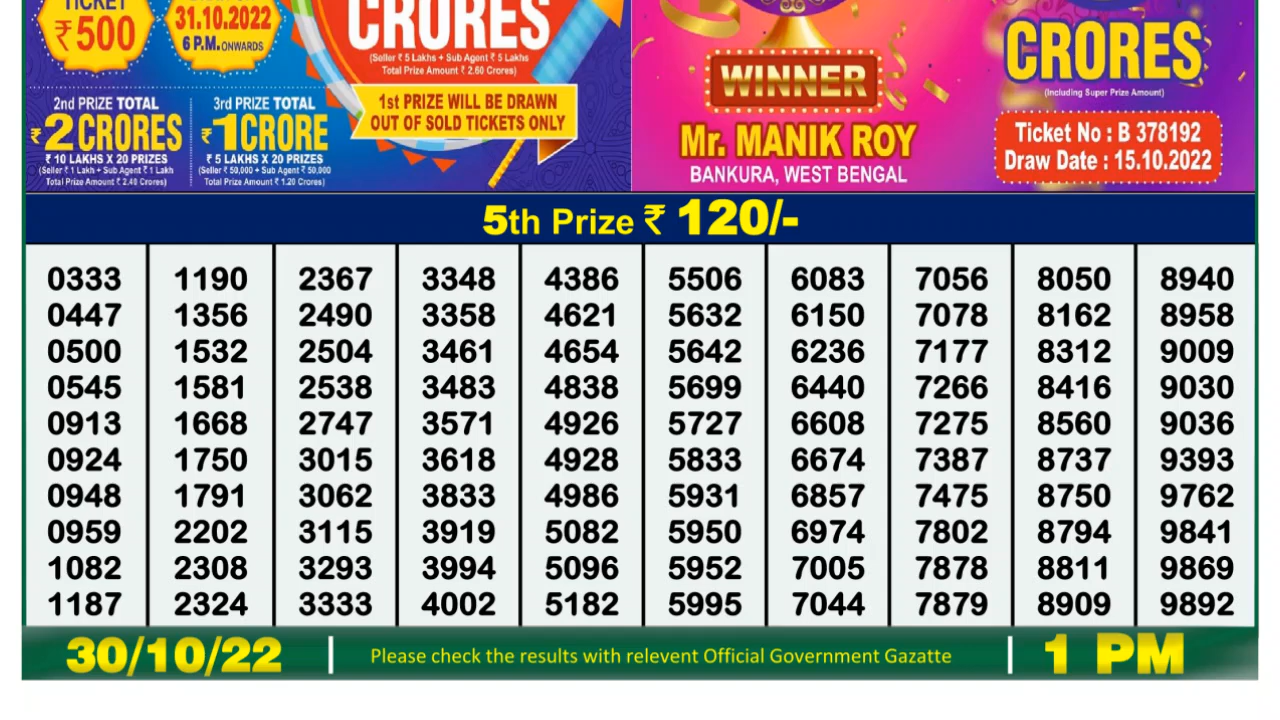 TICKET
₹500
31.10.2022
6 P.M. ONWARDS
CRORES
(Seller ₹ 5 Lakhs + Sub Agent ₹ 5 Lakhs
Total Prize Amount ₹ 2.60 Crores)
1st PRIZE WILL BE DRAWN
OUT OF SOLD TICKETS ONLY
2nd PRIZE TOTAL
₹2 CRORES
₹ 10 LAKHS X 20 PRIZES
(Seller ₹ 1 Lakh + Sub Agent ₹ 1 Lakh
Total Prize Amount ₹ 2.40 Crores)
3rd PRIZE TOTAL
₹1 CRORE
₹ 5 LAKHS X 20 PRIZES
(Seller ₹ 50,000 + Sub Agent ₹ 50,000
Total Prize Amount ₹ 1.20 Crores)
WINNER
Mr. MANIK ROY
BANKURA, WEST BENGAL
CRORES
(Including Super Prize Amount)
Ticket No : B 378192
Draw Date : 15.10.2022
5th Prize ₹ 120/-
0333 1190 2367 3348 4386 5506 6083 7056 8050 8940
0447 1356 2490 3358 4621 5632 6150 7078 8162 8958
0500 1532 2504 3461 4654 5642 6236 7177 8312 9009
0545 1581 2538 3483 4838 5699 6440 7266 8416 9030
0913 1668 2747 3571 4926 5727 6608 7275 8560 9036
0924 1750 3015 3618 4928 5833 6674 7387 8737 9393
0948 1791 3062 3833 4986 5931 6857 7475 8750 9762
0959 2202 3115 3919 5082 5950 6974 7802 8794 9841
1082 2308 3293 3994 5096 5952 7005 7878 8811 9869
1187 2324 3333 4002 5182 5995 7044 7879 8909 9892
30/10/22 Please check the results with relevent Official Government Gazatte 1 PM